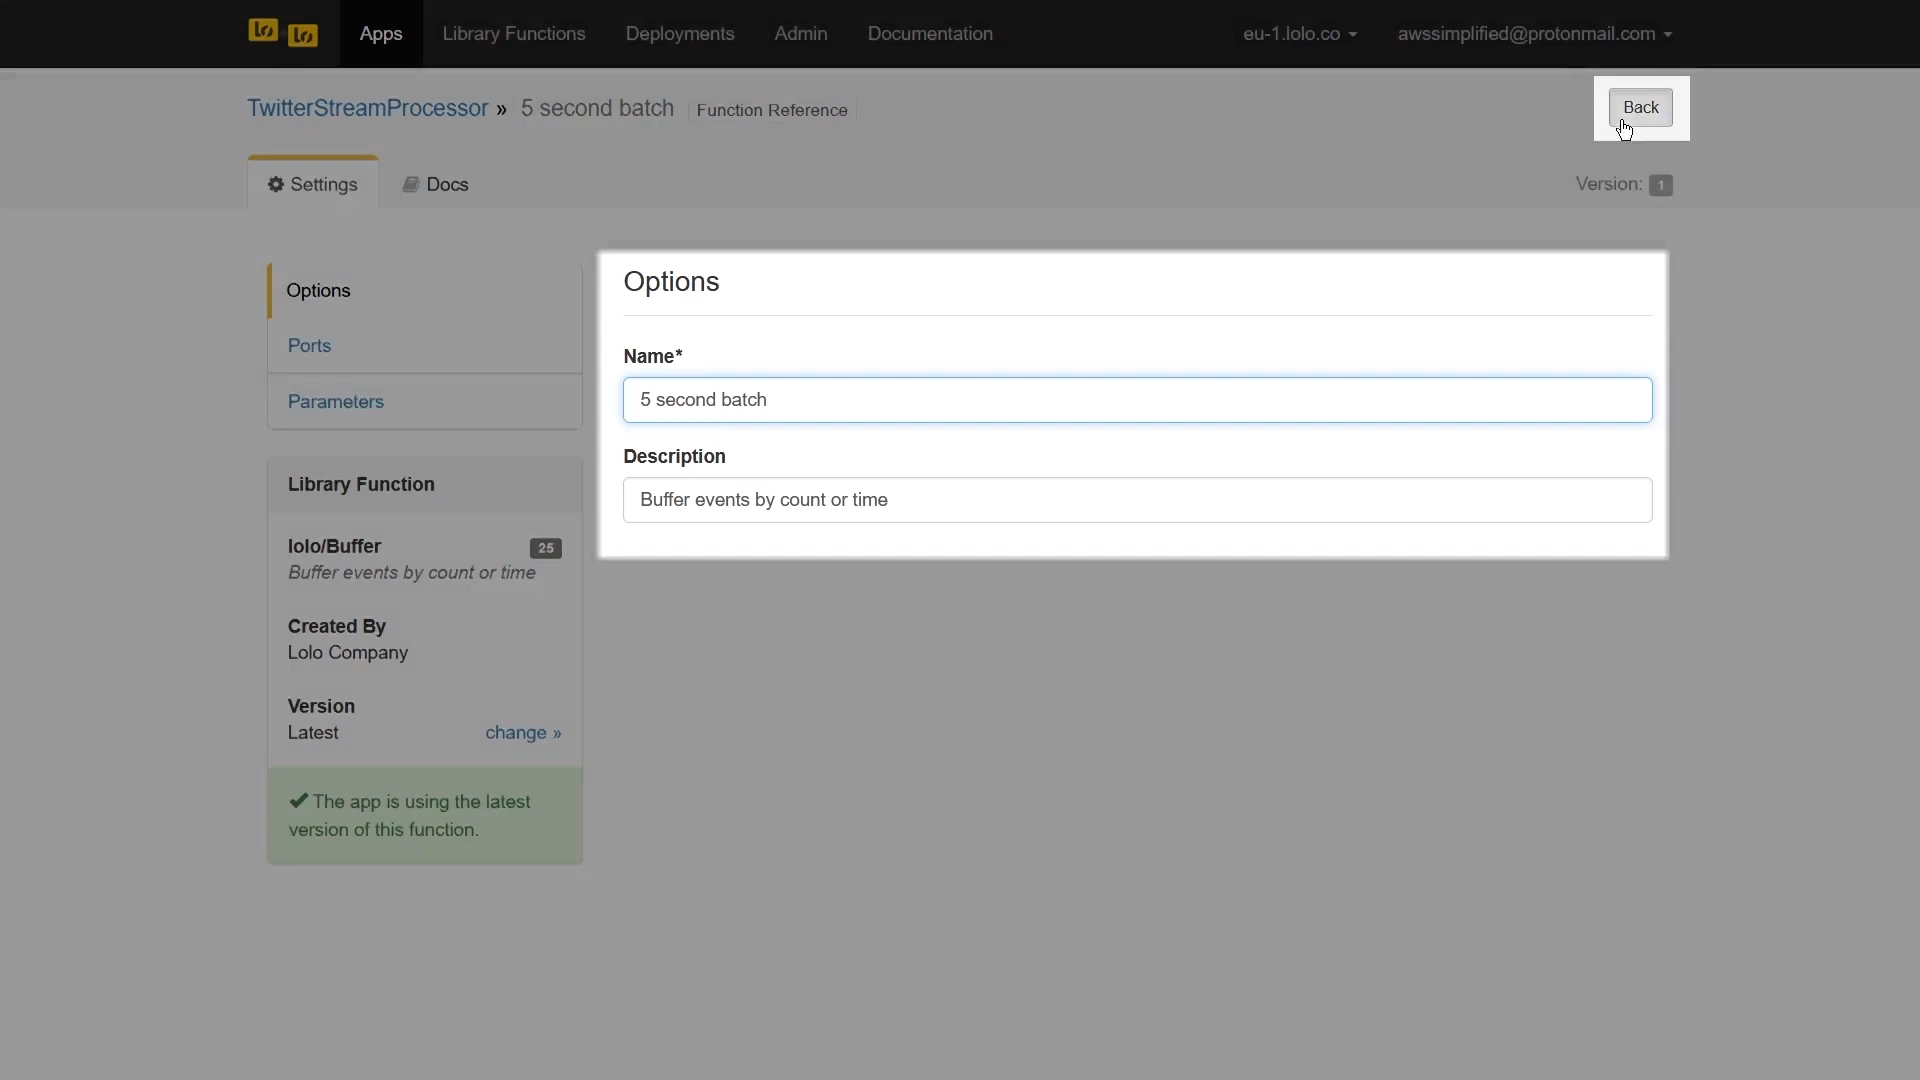 lo lo Apps Library Functions Deployments Admin Documentation eu-1.lolo.co awssimplified@protonmail.com
TwitterStreamProcessor » 5 second batch Function Reference Back
Settings Docs Version: 1
Options
Ports
Parameters
Library Function
lolo/Buffer 25
Buffer events by count or time
Created By
Lolo Company
Version
Latest change »
The app is using the latest
version of this function.
Options
Name*
5 second batch
Description
Buffer events by count or time